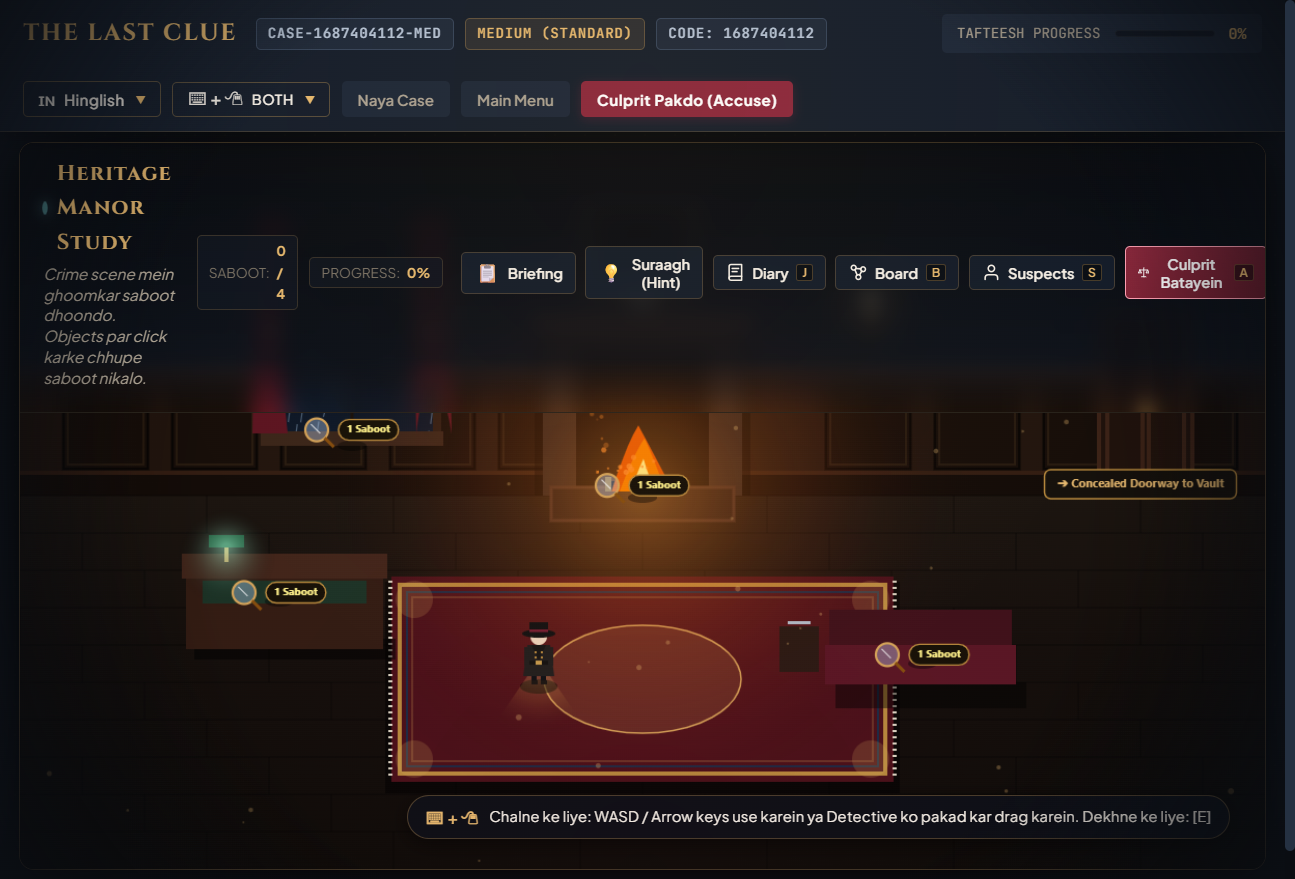 THE LAST CLUE
CASE-1687404112-MED
MEDIUM (STANDARD)
CODE: 1687404112
TAFTEESH PROGRESS
0%
IN Hinglish ▼
+ BOTH ▼
Naya Case
Main Menu
Culprit Pakdo (Accuse)
HERITAGE
MANOR
STUDY
Crime scene mein
ghoomkar saboot
dhoondo.
Objects par click
karke chhupe
saboot nikalo.
SABOOT:
0
/
4
PROGRESS: 0%
Briefing
Suraagh
(Hint)
Diary J
Board B
Suspects S
Culprit
Batayein
A
1 Saboot
1 Saboot
➔ Concealed Doorway to Vault
1 Saboot
1 Saboot
+ Chalne ke liye: WASD / Arrow keys use karein ya Detective ko pakad kar drag karein. Dekhne ke liye: [E]